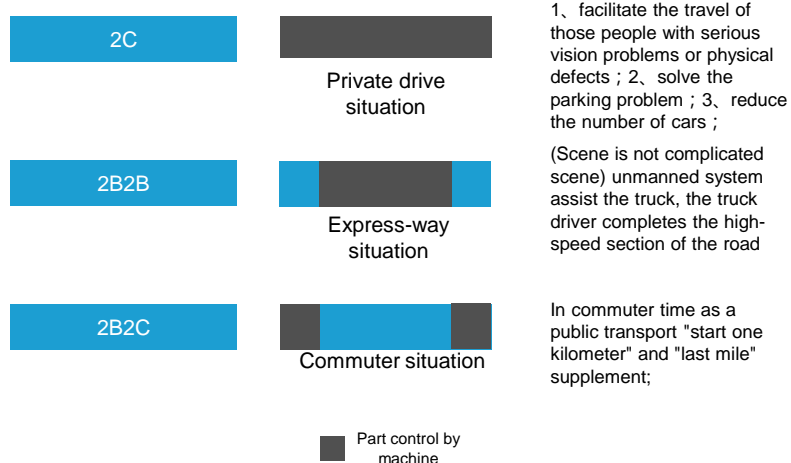 2C
Private drive
situation
1、facilitate the travel of
those people with serious
vision problems or physical
defects；2、solve the
parking problem；3、reduce
the number of cars；
2B2B
Express-way
situation
(Scene is not complicated
scene) unmanned system
assist the truck, the truck
driver completes the high-
speed section of the road
2B2C
Commuter situation
In commuter time as a
public transport "start one
kilometer" and "last mile"
supplement;
Part control by
machine